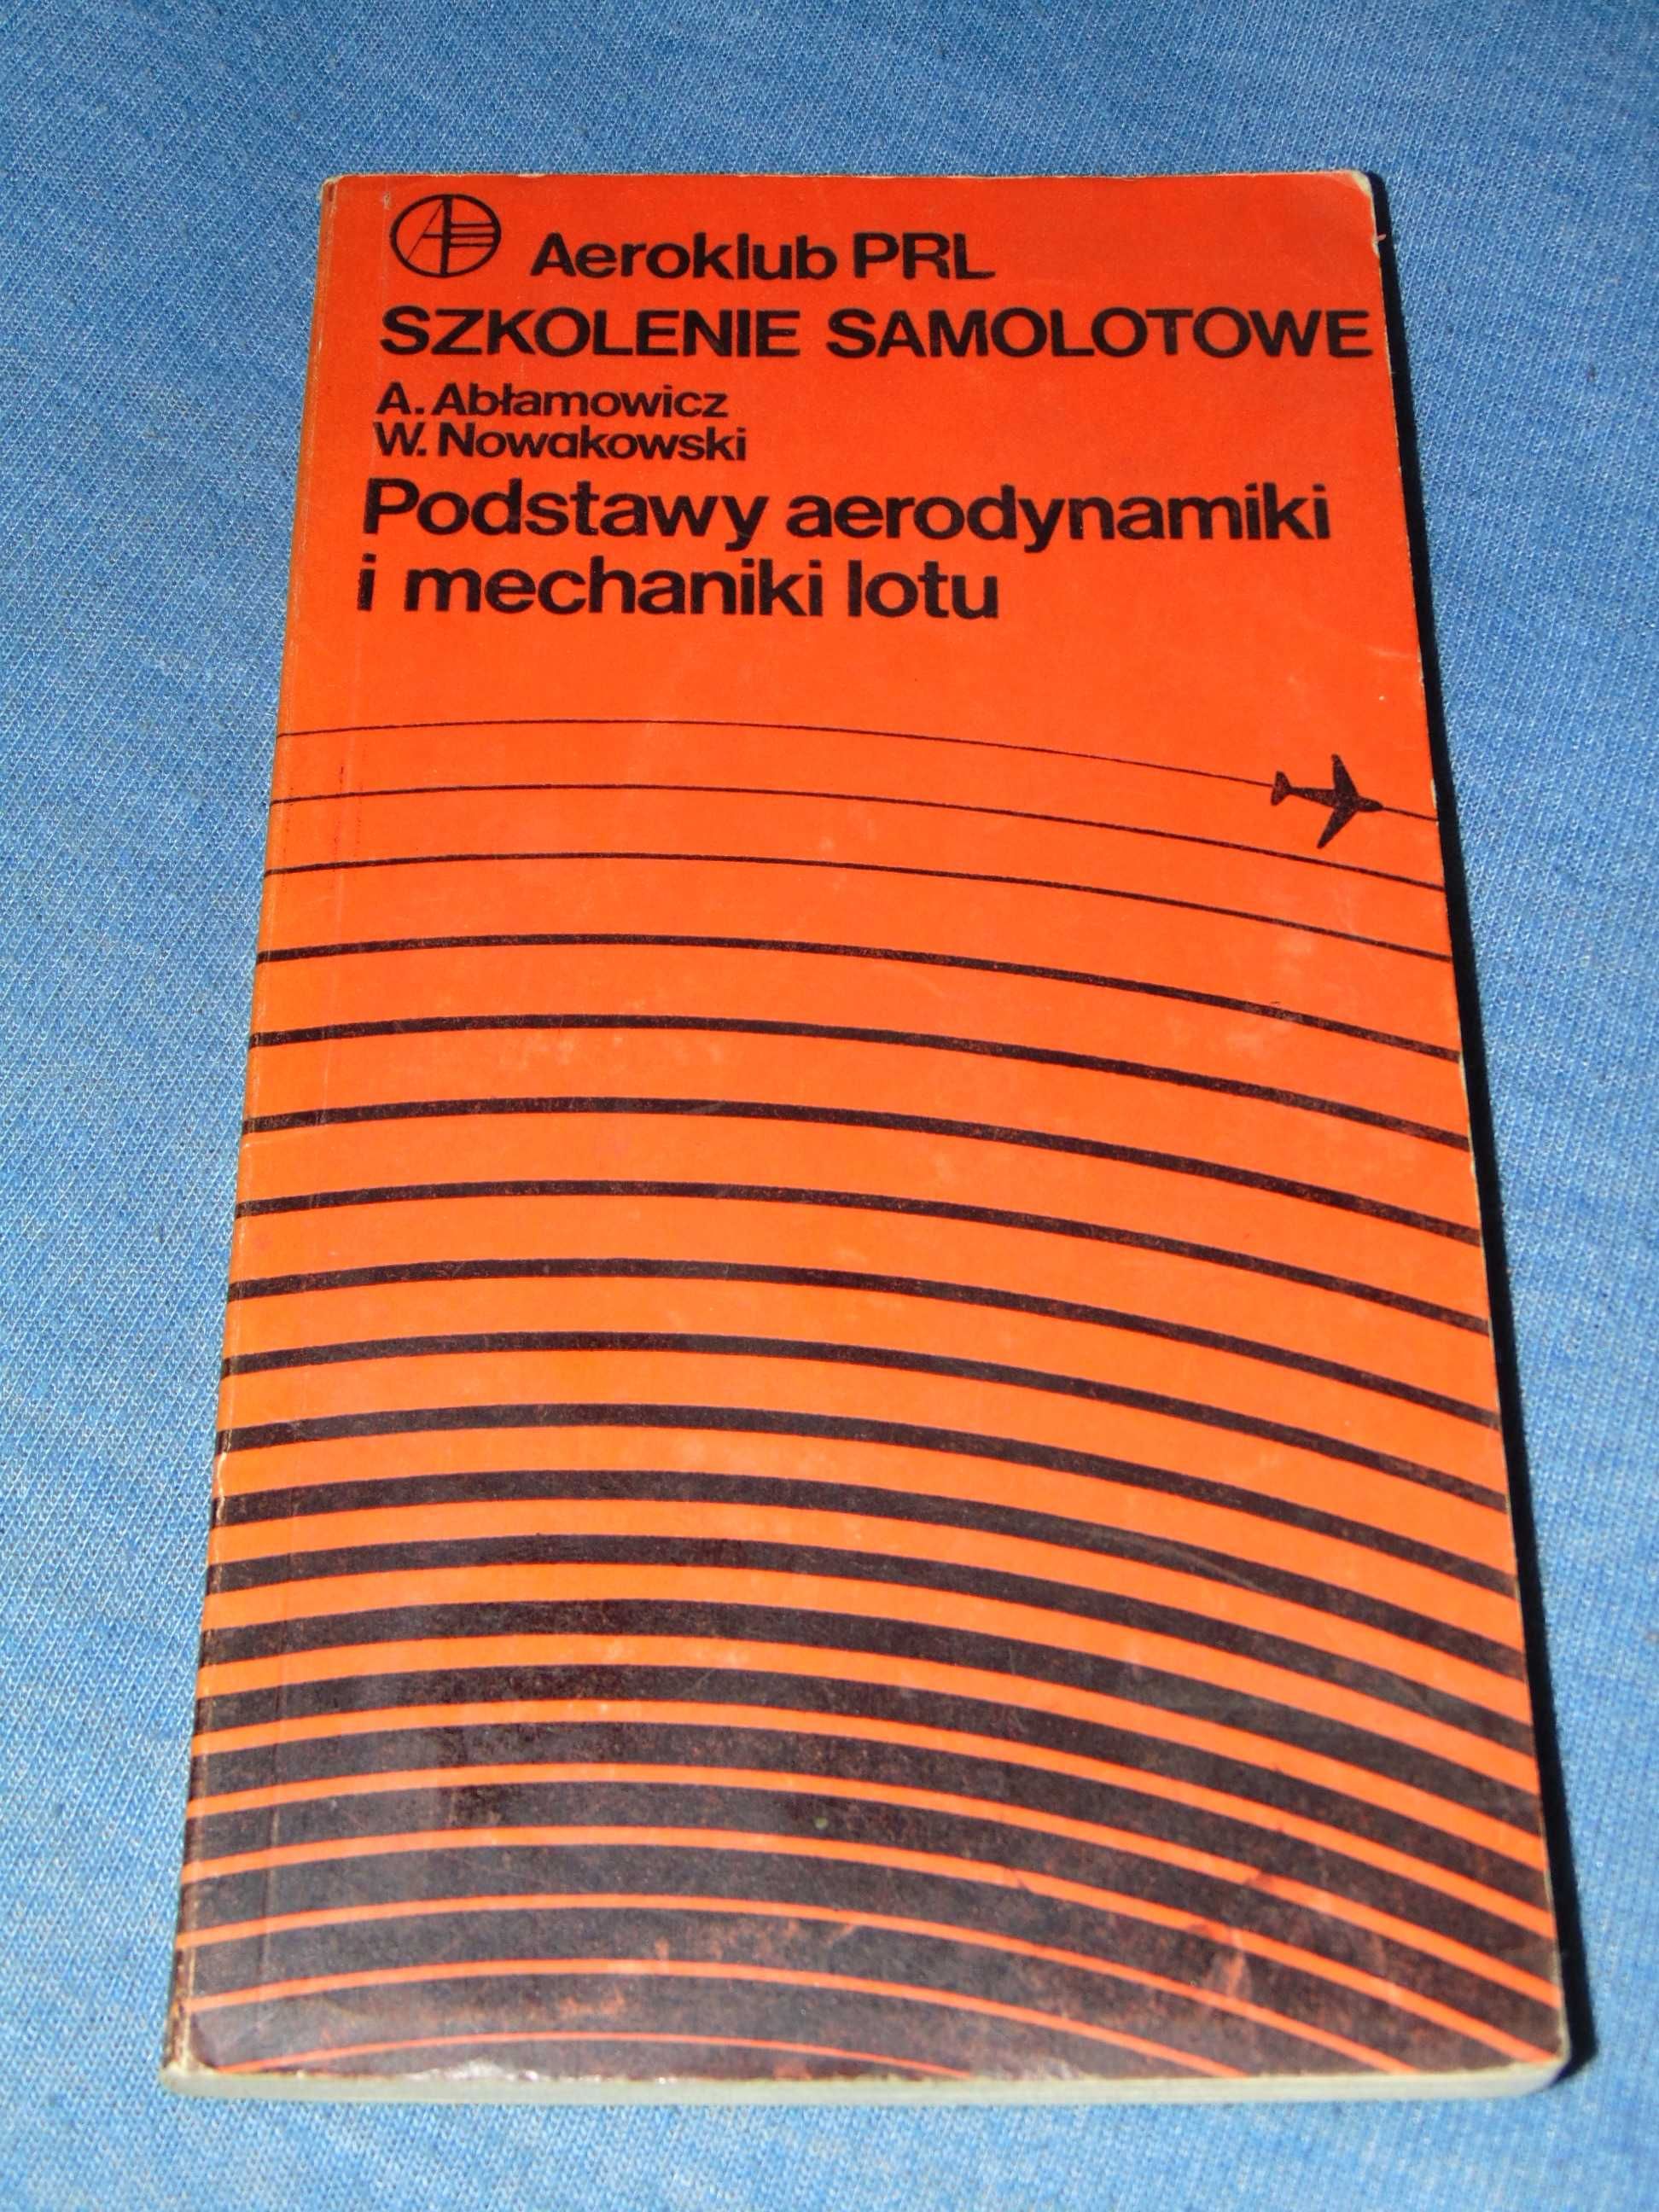 Aeroklub PRL
SZKOLENIE SAMOLOTOWE
A. Abłamowicz
W. Nowakowski
Podstawy aerodynamiki
i mechaniki lotu